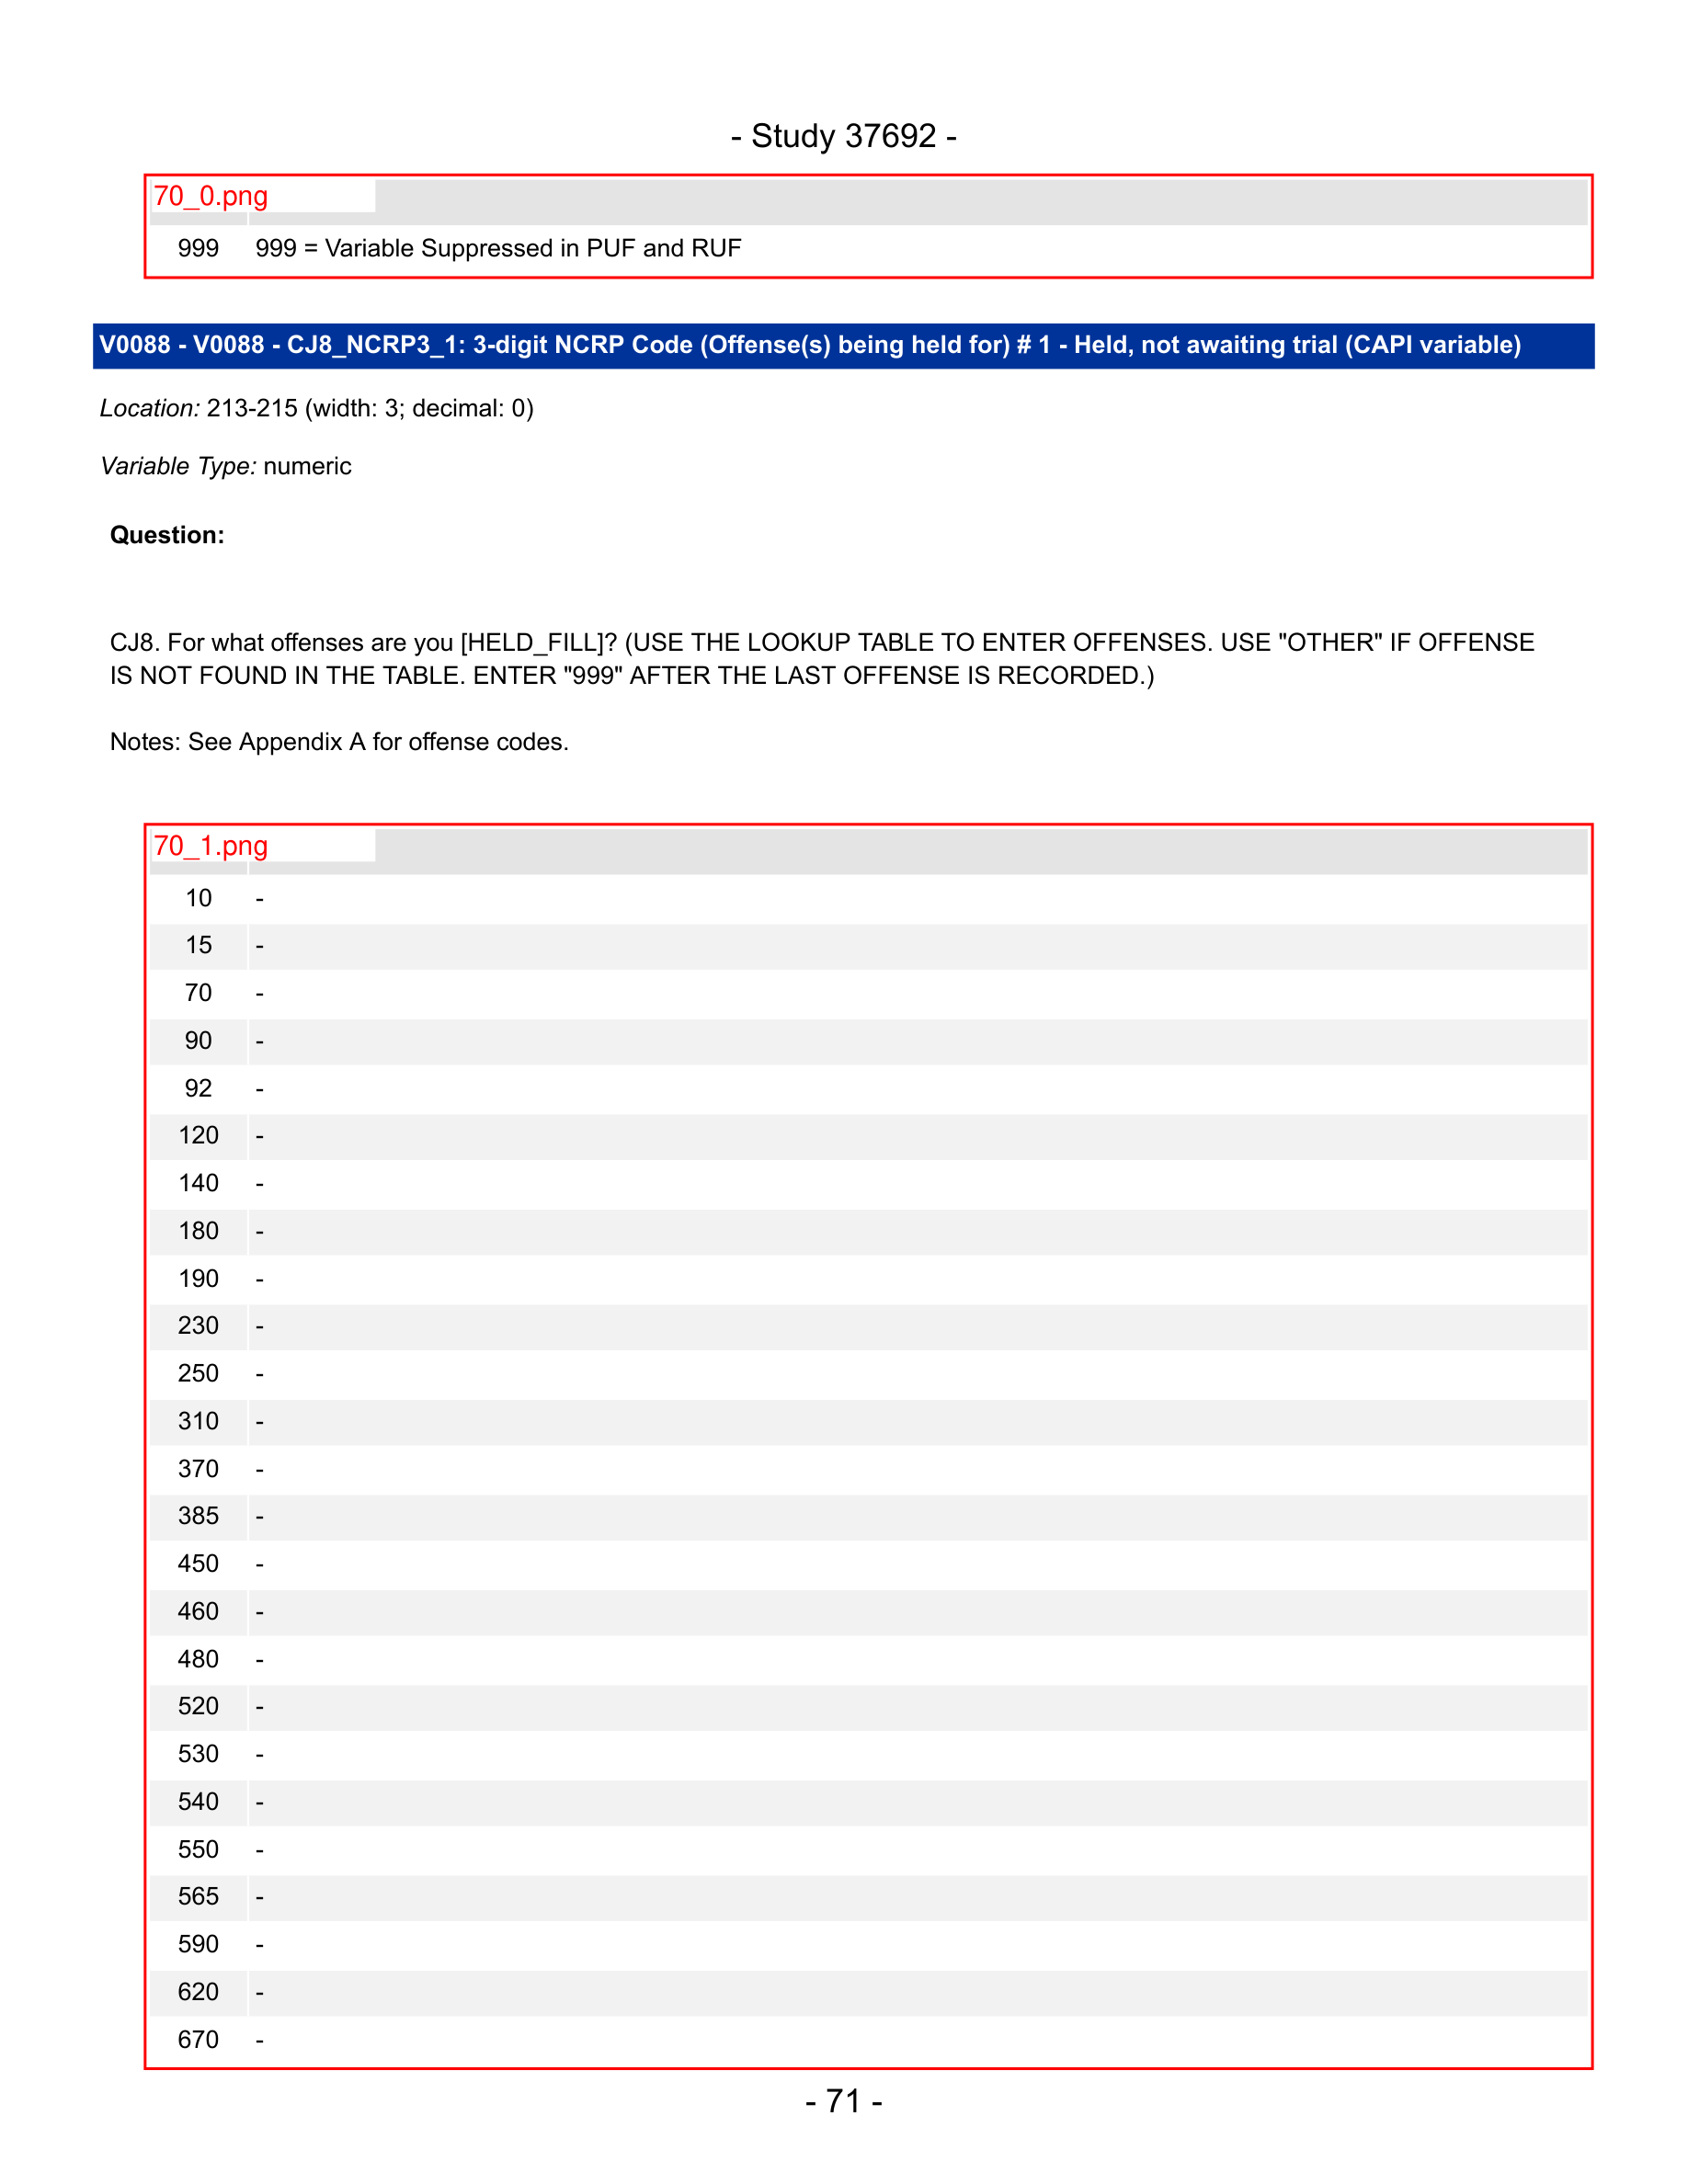 - Study 37692 -
70_0.png
999 999 = Variable Suppressed in PUF and RUF
V0088 - V0088 - CJ8_NCRP3_1: 3-digit NCRP Code (Offense(s) being held for) # 1 - Held, not awaiting trial (CAPI variable)
Location: 213-215 (width: 3; decimal: 0)
Variable Type: numeric
Question:
CJ8. For what offenses are you [HELD_FILL]? (USE THE LOOKUP TABLE TO ENTER OFFENSES. USE "OTHER" IF OFFENSE
IS NOT FOUND IN THE TABLE. ENTER "999" AFTER THE LAST OFFENSE IS RECORDED.)
Notes: See Appendix A for offense codes.
70_1.png
10 -
15 -
70 -
90 -
92 -
120 -
140 -
180 -
190 -
230 -
250 -
310 -
370 -
385 -
450 -
460 -
480 -
520 -
530 -
540 -
550 -
565 -
590 -
620 -
670 -
- 71 -